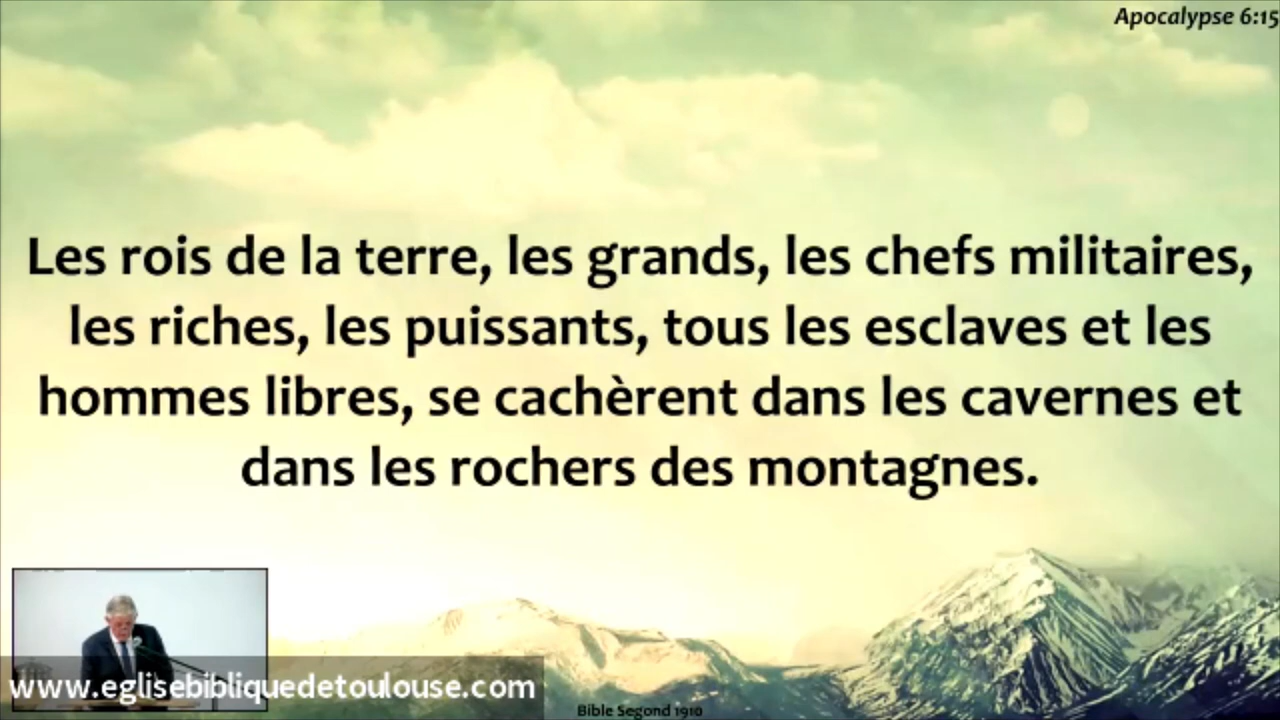 Apocalypse 6:15
Les rois de la terre, les grands, les chefs militaires,
les riches, les puissants, tous les esclaves et les
hommes libres, se cachèrent dans les cavernes et
dans les rochers des montagnes.
www.eglisebibliquedetoulouse.com
Bible Segond 1910